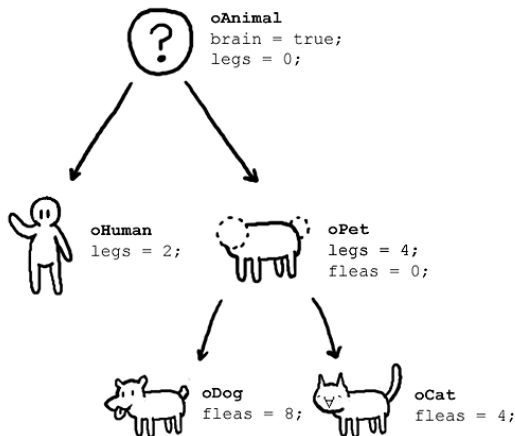 ?
oAnimal
brain = true;
legs = 0;
oHuman
legs = 2;
oPet
legs = 4;
fleas = 0;
oDog
fleas = 8;
oCat
fleas = 4;